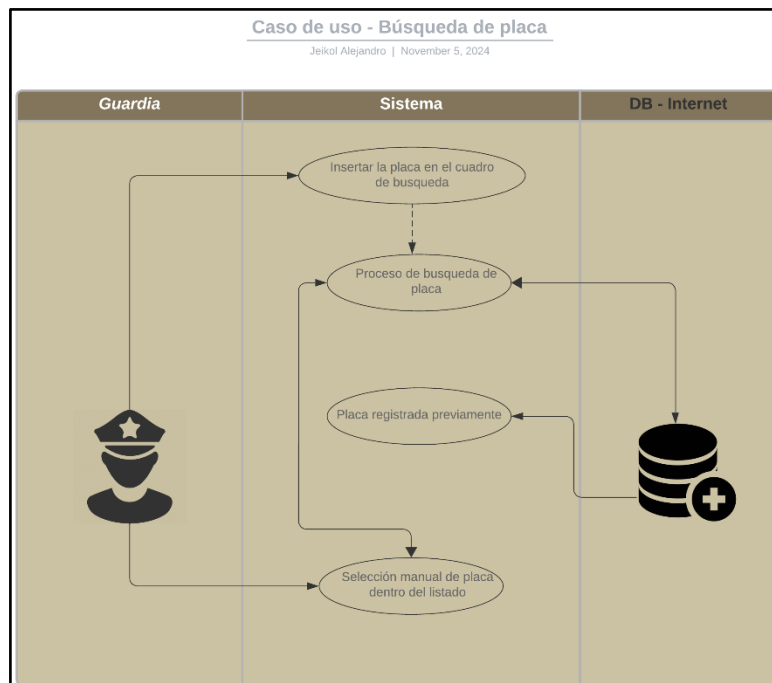 Caso de uso - Búsqueda de placa
Jeikol Alejandro | November 5, 2024
Guardia
Sistema
DB - Internet
Insertar la placa en el cuadro
de busqueda
Proceso de busqueda de
placa
Placa registrada previamente
Selección manual de placa
dentro del listado